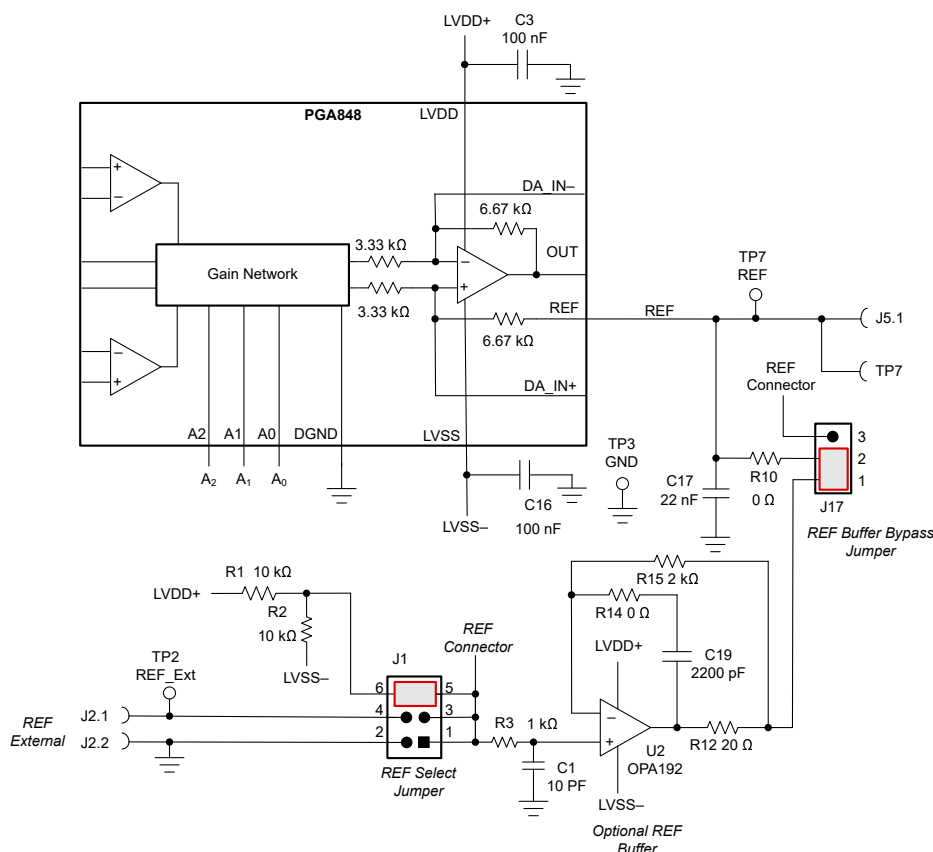 LVDD+
C3
100 nF
PGA848
LVDD
+
−
DA_IN–
6.67 kΩ
3.33 kΩ
OUT
Gain Network
−
+
3.33 kΩ
REF
6.67 kΩ
REF
TP7
REF
J5.1
TP7
−
+
DA_IN+
REF
Connector
A2
A1
A0
DGND
LVSS
A₂
A₁
A₀
LVSS–
C16
100 nF
TP3
GND
C17
22 nF
R10
0 Ω
3
2
1
J17
REF Buffer Bypass
Jumper
R1 10 kΩ
LVDD+
R2
10 kΩ
LVSS–
TP2
REF_Ext
REF
External
J2.1
J2.2
J1
6
5
4
3
2
1
REF Select
Jumper
REF
Connector
R3
1 kΩ
C1
10 PF
R15 2 kΩ
R14 0 Ω
C19
2200 pF
LVDD+
−
+
U2
OPA192
R12 20 Ω
LVSS–
Optional REF
Buffer